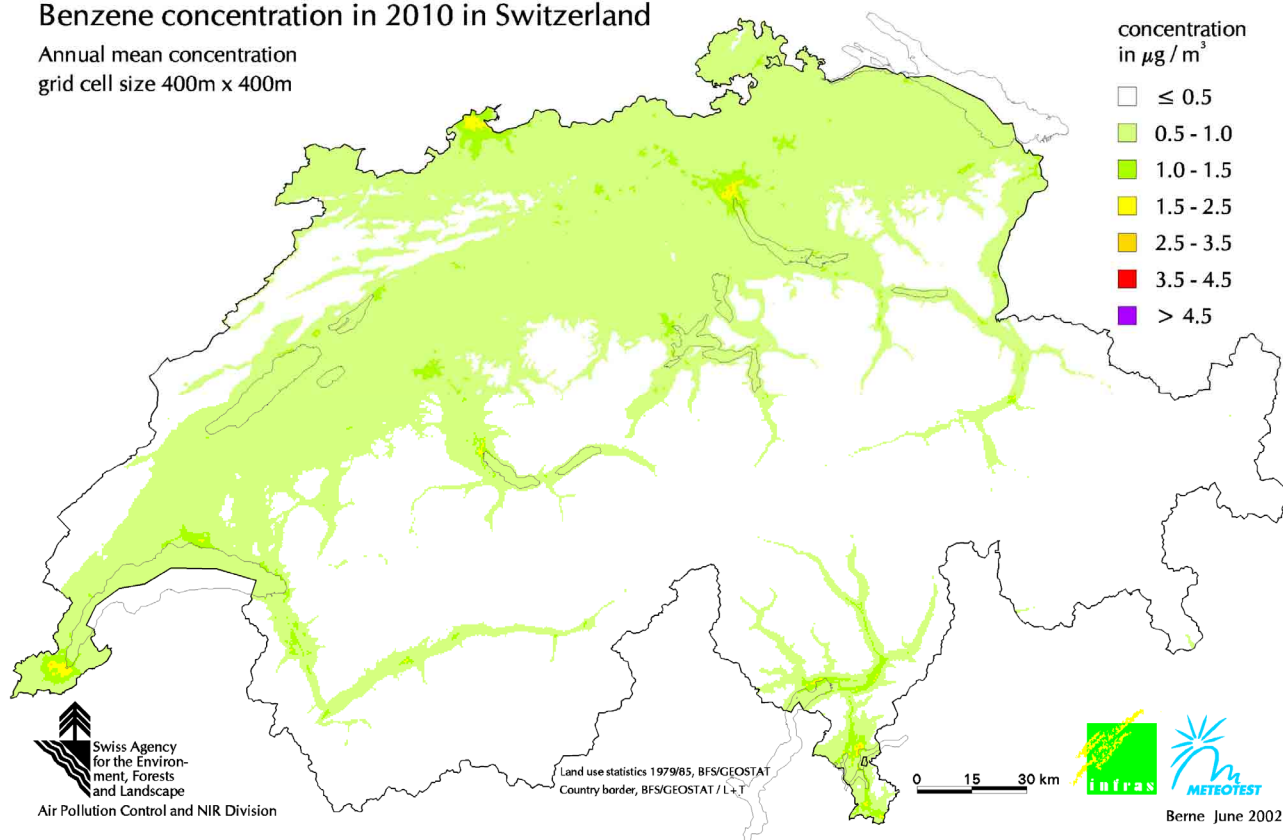 Benzene concentration in 2010 in Switzerland
Annual mean concentration
grid cell size 400m x 400m
concentration
in µg / m³
≤ 0.5
0.5 - 1.0
1.0 - 1.5
1.5 - 2.5
2.5 - 3.5
3.5 - 4.5
> 4.5
Swiss Agency
for the Environ-
ment, Forests
and Landscape
Air Pollution Control and NIR Division
Land use statistics 1979/85, BFS/GEOSTAT
Country border, BFS/GEOSTAT / L+T
0 15 30 km
infras
METEOTEST
Berne June 2002